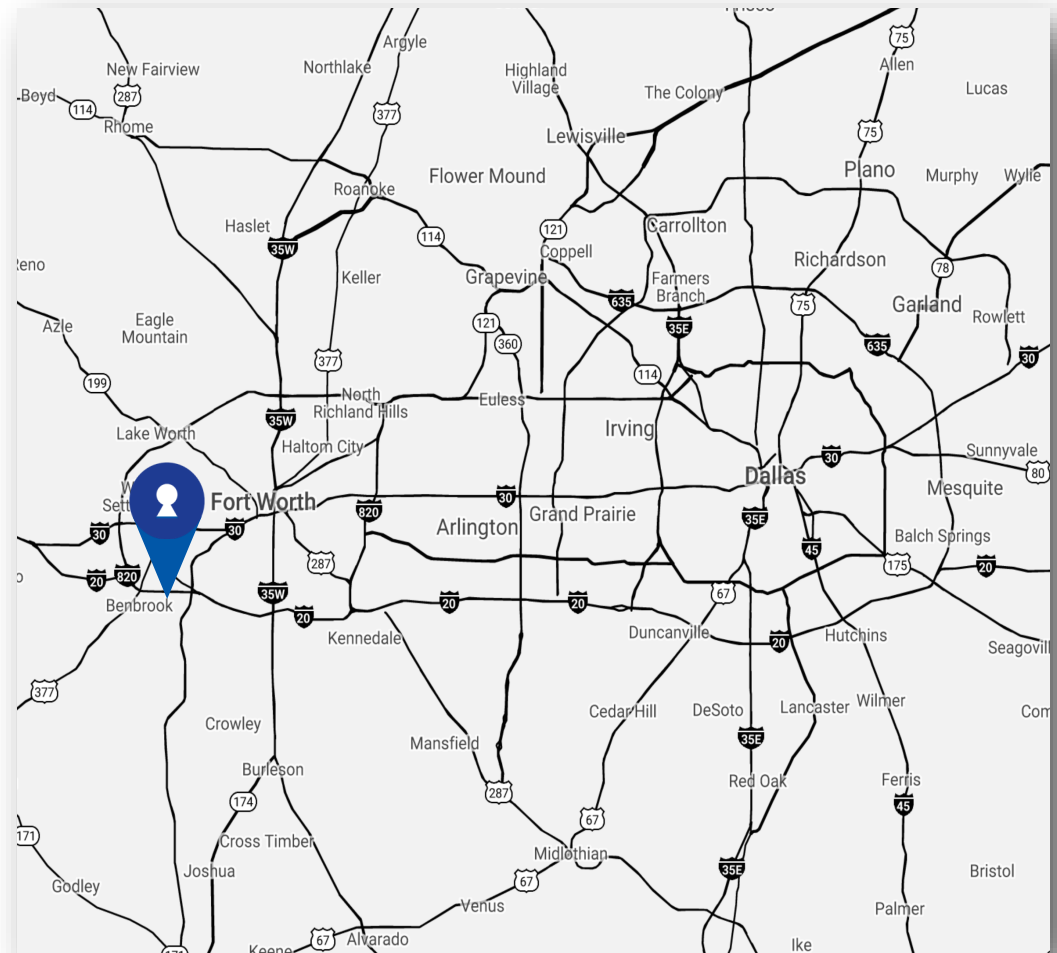 Argyle
75
New Fairview
Northlake
Highland
Village
Allen
Boyd
114
287
The Colony
Lucas
377
Rhome
75
Lewisville
Roanoke
Flower Mound
Plano
Murphy
Wylie
Haslet
35W
114
121
Carrollton
Coppell
Richardson
78
Keller
Grapevine
Farmers
Branch
635
75
Garland
Rowlett
Azle
Eagle
Mountain
121
360
35E
635
30
377
114
199
North
Richland Hills
Euless
35W
Lake Worth
Haltom City
Irving
30
Sunnyvale
80
Dallas
Mesquite
Fort Worth
30
820
Arlington
Grand Prairie
35E
30
30
45
Balch Springs
287
175
20
820
20
35W
67
Benbrook
20
20
20
Kennedale
Duncanville
20
Hutchins
377
Crowley
Cedar Hill
DeSoto
Lancaster
Wilmer
Mansfield
35E
Burleson
Red Oak
Ferris
174
287
45
171
Cross Timber
67
Midlothian
Joshua
35E
Bristol
Godley
67
Venus
Palmer
67
Alvarado
Keene
Ike